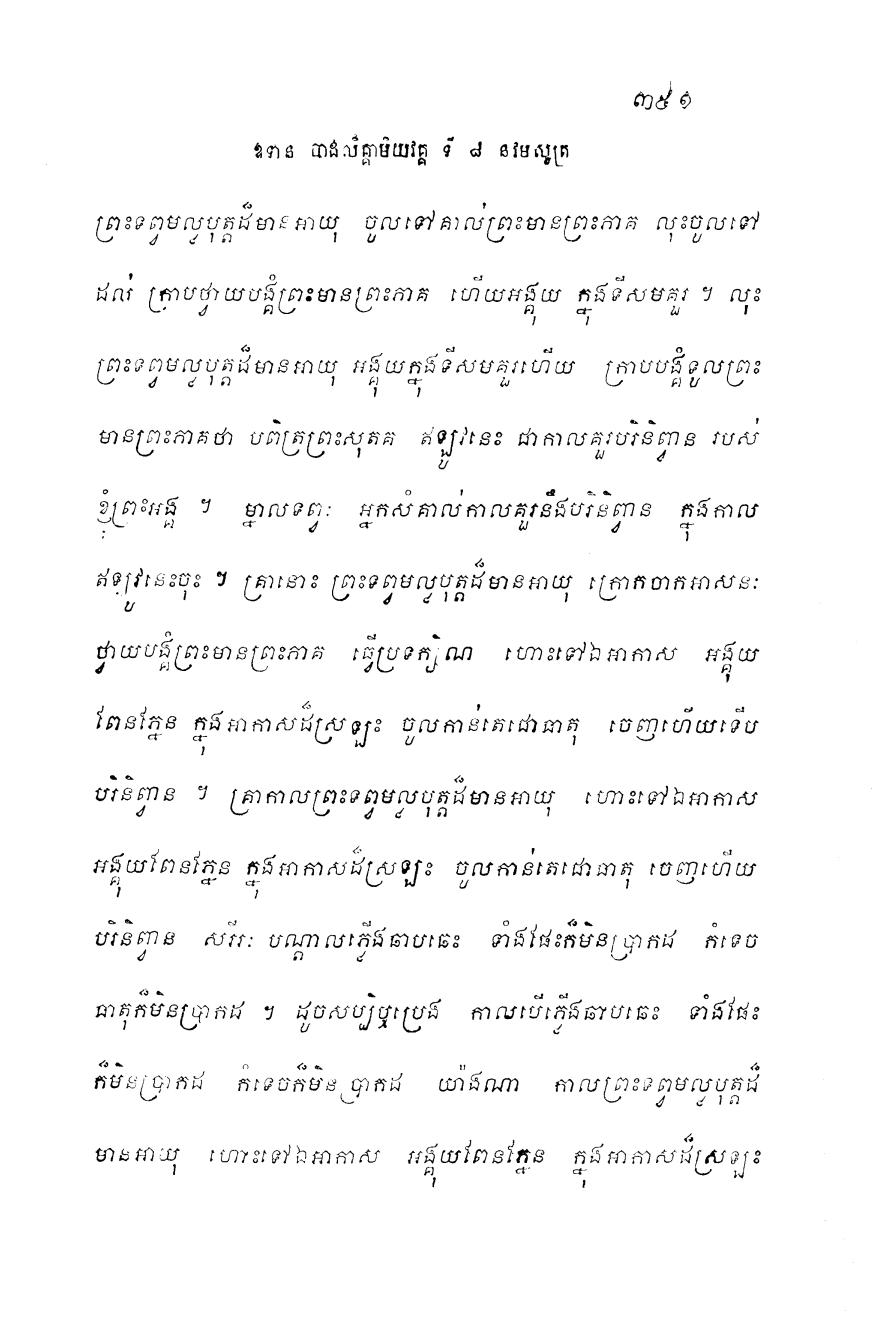 ៣៩១
ឧទាន បាដលិគ្គាមិយវគ្គ ទី ៨ នវមសូត្រ
ព្រះទព្វមល្លបុត្តដ៏មានអាយុ ចូលទៅគាល់ព្រះមានព្រះភាគ លុះចូលទៅ
ដល់ ក្រាបថ្វាយបង្គំព្រះមានព្រះភាគ ហើយអង្គុយ ក្នុងទីសមគួរ ។ លុះ
ព្រះទព្វមល្លបុត្តដ៏មានអាយុ អង្គុយក្នុងទីសមគួរហើយ ក្រាបបង្គំទូលព្រះ
មានព្រះភាគថា បពិត្រព្រះសុគត ឥឡូវនេះ ជាកាលគួរបរិនិព្វាន របស់
ខ្ញុំព្រះអង្គ ។ ម្នាលទព្វៈ អ្នកសំគាល់កាលគួរនឹងបរិនិព្វាន ក្នុងកាល
ឥឡូវនេះចុះ ។ គ្រានោះ ព្រះទព្វមល្លបុត្តដ៏មានអាយុ ក្រោកចាកអាសនៈ
ថ្វាយបង្គំព្រះមានព្រះភាគ ធ្វើប្រទក្សិណ ហោះទៅឯអាកាស អង្គុយ
ពែនភ្នែន ក្នុងអាកាសដ៏ស្រឡះ ចូលកាន់តេជោធាតុ ចេញហើយទើប
បរិនិព្វាន ។ គ្រាកាលព្រះទព្វមល្លបុត្តដ៏មានអាយុ ហោះទៅឯអាកាស
អង្គុយពែនភ្នែន ក្នុងអាកាសដ៏ស្រឡះ ចូលកាន់តេជោធាតុ ចេញហើយ
បរិនិព្វាន សរីរៈ បណ្តាលភ្លើងឆាបឆេះ ទាំងផែះក៏មិនប្រាកដ កំទេច
ធាតុក៏មិនប្រាកដ ។ ដូចសប្បិឬប្រេង កាលបើភ្លើងឆាបឆេះ ទាំងផែះ
ក៏មិនប្រាកដ កំទេចក៏មិនប្រាកដ យ៉ាងណា កាលព្រះទព្វមល្លបុត្តដ៏
មានអាយុ ហោះទៅឯអាកាស អង្គុយពែនភ្នែន ក្នុងអាកាសដ៏ស្រឡះ